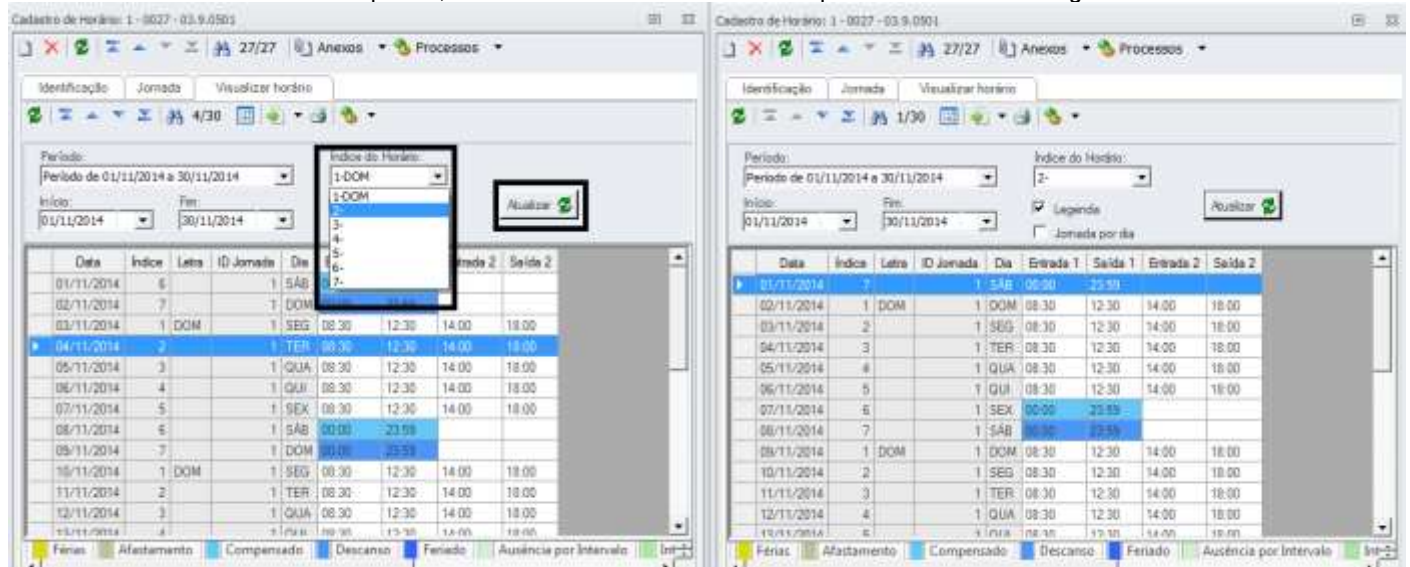 Cadastro de Horário: 1 - 0027 - 03.9.0501
27/27 Anexos Processos
Identificação Jornada Visualizar horário
4/30
Período: Índice do Horário:
Período de 01/11/2014 a 30/11/2014 1-DOM
1-DOM
2-
3-
4-
5-
6-
7-
Início: Fim: Atualizar
01/11/2014 30/11/2014
Data Índice Letra ID Jornada Dia Saída 2
01/11/2014 6 1 SÁB
02/11/2014 7 1 DOM
03/11/2014 1 DOM 1 SEG 08:30 12:30 14:00 18:00
04/11/2014 2 1 TER 08:30 12:30 14:00 18:00
05/11/2014 3 1 QUA 08:30 12:30 14:00 18:00
06/11/2014 4 1 QUI 08:30 12:30 14:00 18:00
07/11/2014 5 1 SEX 08:30 12:30 14:00 18:00
08/11/2014 6 1 SÁB 00:00 23:59
09/11/2014 7 1 DOM 00:00 23:59
10/11/2014 1 DOM 1 SEG 08:30 12:30 14:00 18:00
11/11/2014 2 1 TER 08:30 12:30 14:00 18:00
12/11/2014 3 1 QUA 08:30 12:30 14:00 18:00
Férias Afastamento Compensado Descanso Feriado Ausência por Intervalo
Cadastro de Horário: 1 - 0027 - 03.9.0501
27/27 Anexos Processos
Identificação Jornada Visualizar horário
1/30
Período: Índice do Horário:
Período de 01/11/2014 a 30/11/2014 2-
Início: Fim: Legenda Atualizar
01/11/2014 30/11/2014 Jornada por dia
Data Índice Letra ID Jornada Dia Entrada 1 Saída 1 Entrada 2 Saída 2
01/11/2014 7 1 SÁB 00:00 23:59
02/11/2014 1 DOM 1 DOM 08:30 12:30 14:00 18:00
03/11/2014 2 1 SEG 08:30 12:30 14:00 18:00
04/11/2014 3 1 TER 08:30 12:30 14:00 18:00
05/11/2014 4 1 QUA 08:30 12:30 14:00 18:00
06/11/2014 5 1 QUI 08:30 12:30 14:00 18:00
07/11/2014 6 1 SEX 00:00 23:59
08/11/2014 7 1 SÁB 00:00 23:59
09/11/2014 1 DOM 1 DOM 08:30 12:30 14:00 18:00
10/11/2014 2 1 SEG 08:30 12:30 14:00 18:00
11/11/2014 3 1 TER 08:30 12:30 14:00 18:00
12/11/2014 4 1 QUA 08:30 12:30 14:00 18:00
Férias Afastamento Compensado Descanso Feriado Ausência por Intervalo